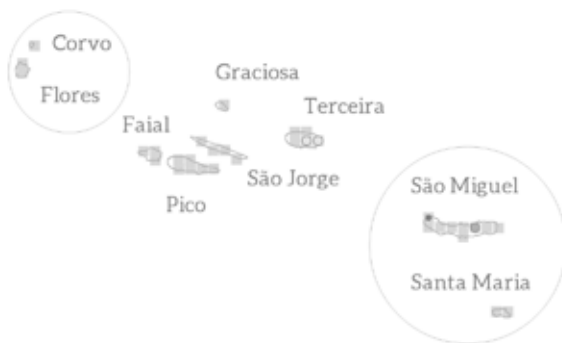 Corvo
Flores
Graciosa
Terceira
Faial
São Jorge
Pico
São Miguel
Santa Maria